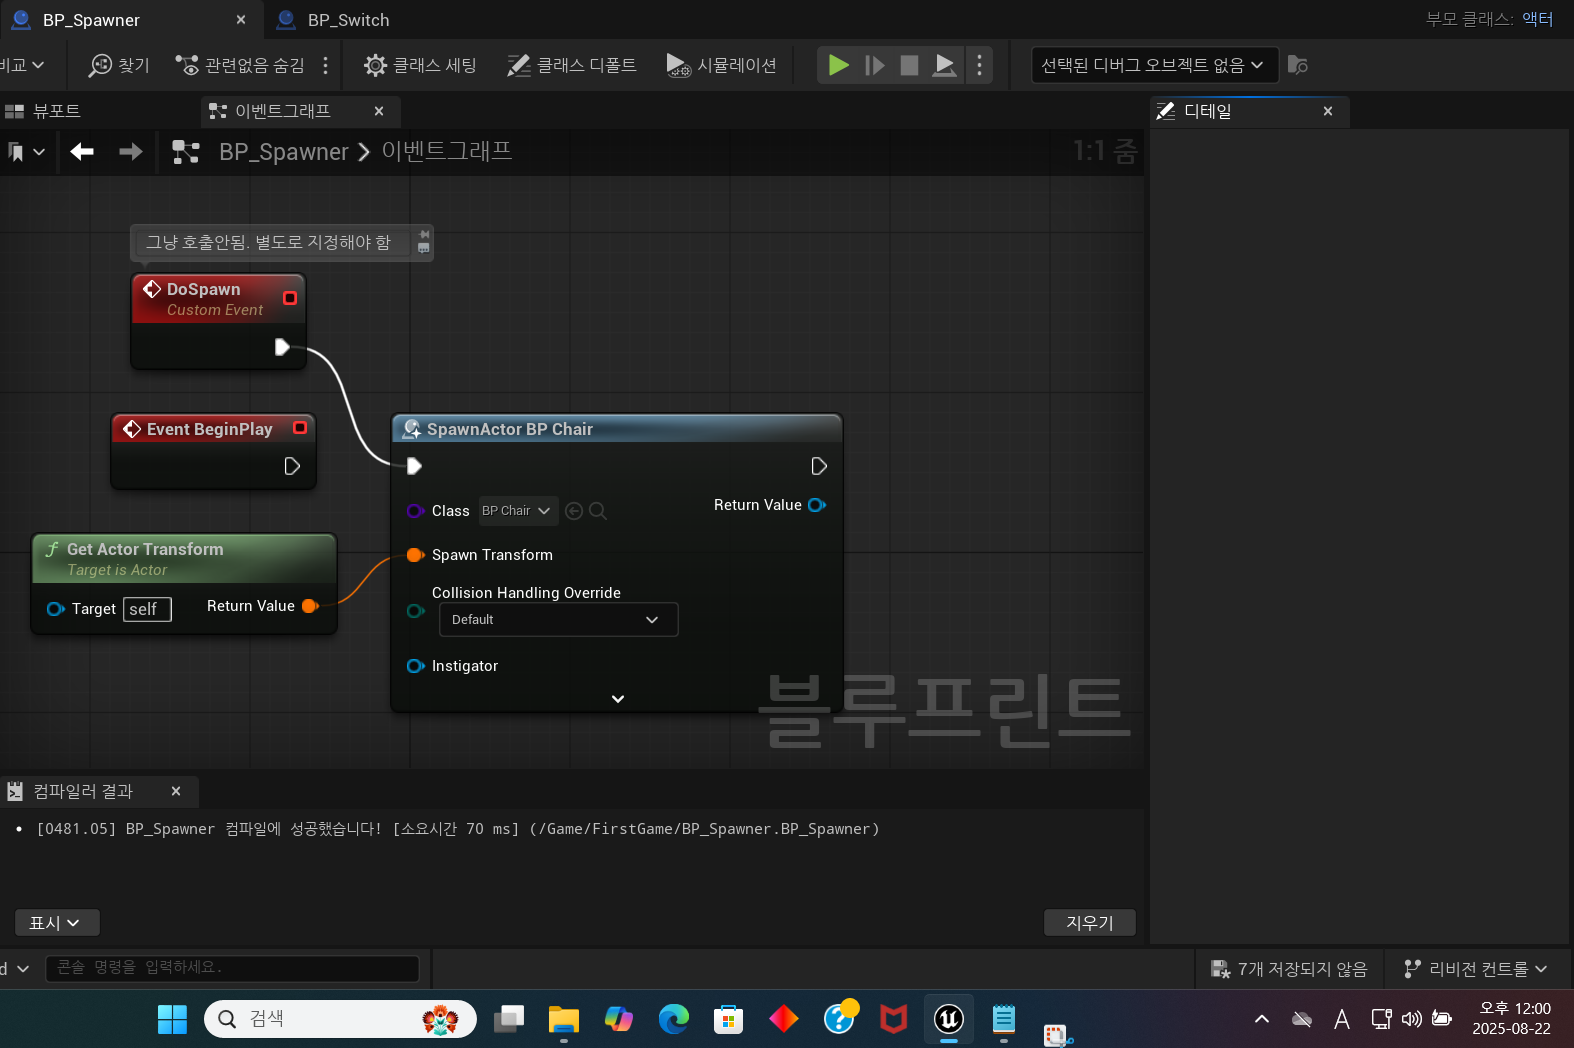 BP_Spawner
BP_Switch
부모 클래스: 액터
비교
찾기
관련없음 숨김
클래스 세팅
클래스 디폴트
시뮬레이션
선택된 디버그 오브젝트 없음
뷰포트
이벤트그래프
디테일
BP_Spawner 이벤트그래프
1:1 줌
그냥 호출안됨. 별도로 지정해야 함
DoSpawn
Custom Event
Event BeginPlay
SpawnActor BP Chair
Class BP Chair
Return Value
Get Actor Transform
Target is Actor
Spawn Transform
Target self
Return Value
Collision Handling Override
Default
Instigator
블루프린트
컴파일러 결과
• [0481.05] BP_Spawner 컴파일에 성공했습니다! [소요시간 70 ms] (/Game/FirstGame/BP_Spawner.BP_Spawner)
표시
지우기
d
콘솔 명령을 입력하세요.
7개 저장되지 않음
리비전 컨트롤
검색
A
오후 12:00
2025-08-22